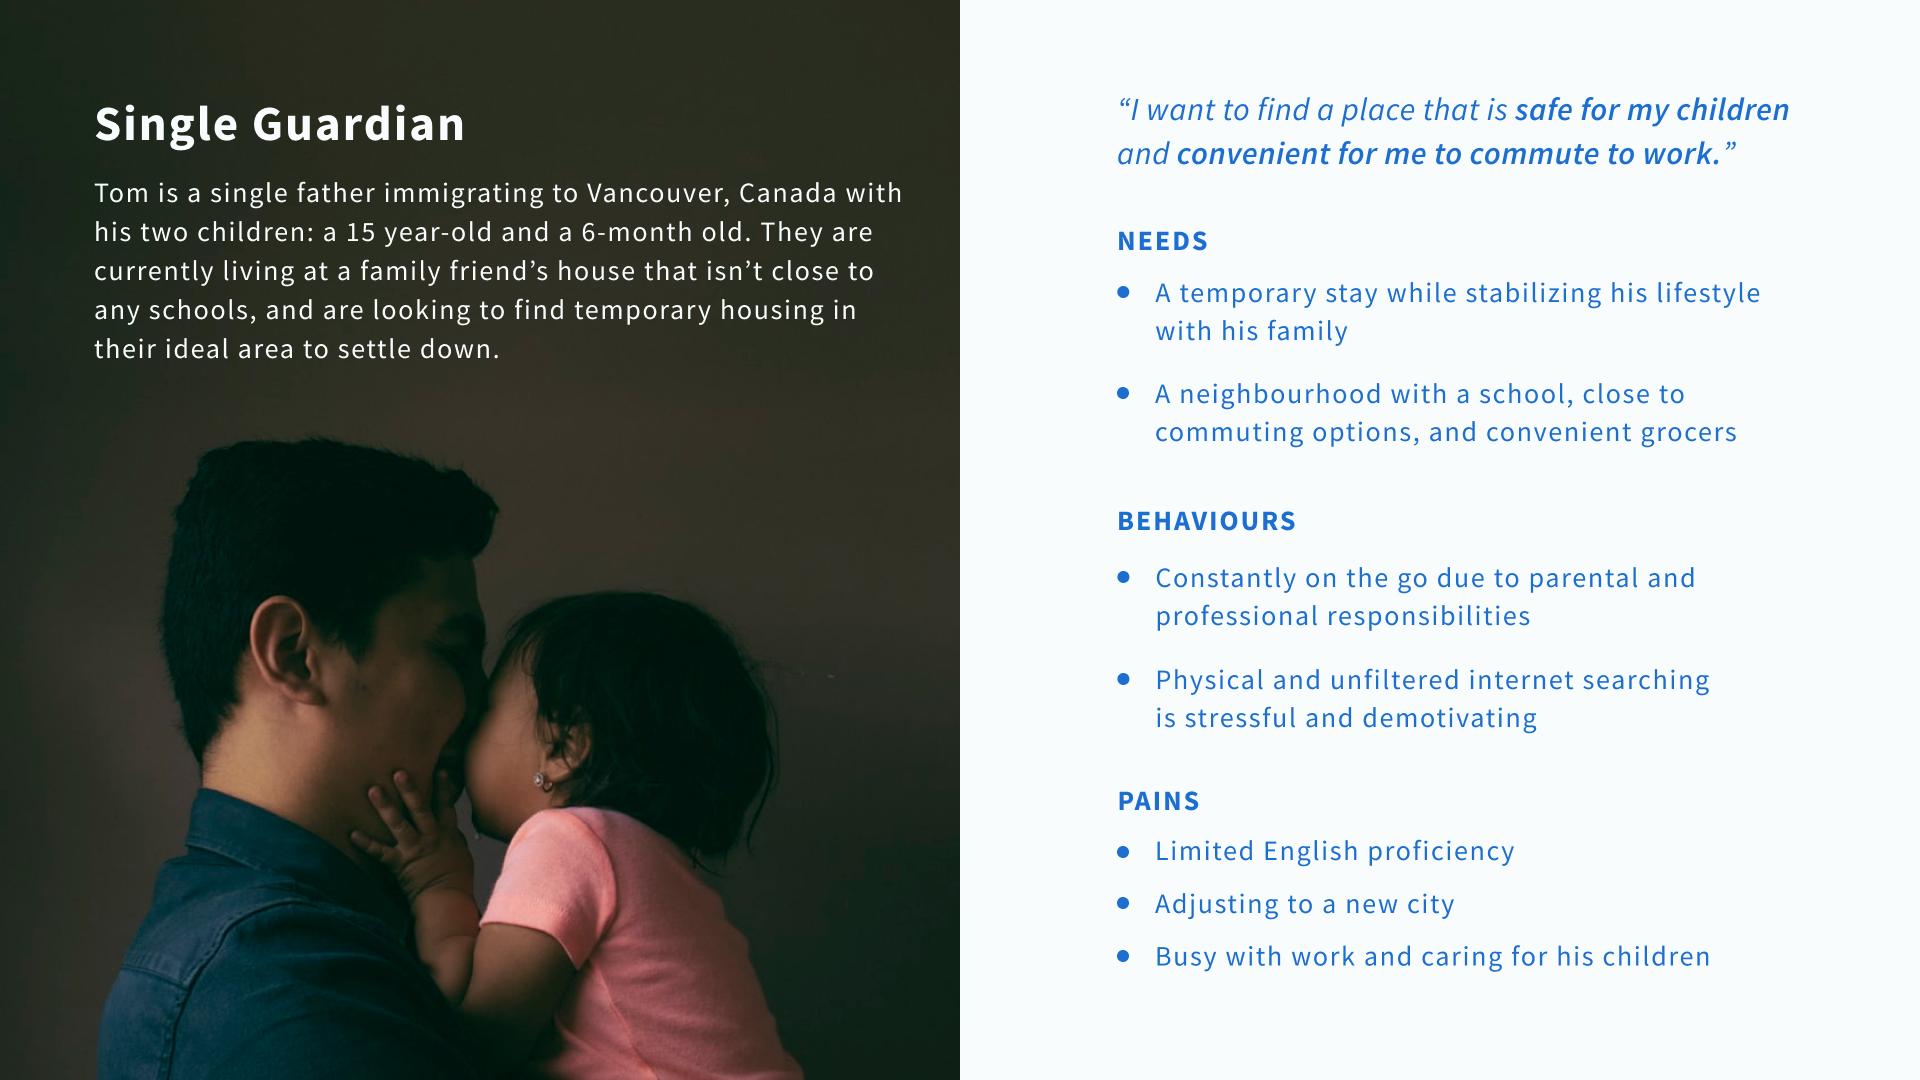 Single Guardian
Tom is a single father immigrating to Vancouver, Canada with
his two children: a 15 year-old and a 6-month old. They are
currently living at a family friend’s house that isn’t close to
any schools, and are looking to find temporary housing in
their ideal area to settle down.
“I want to find a place that is safe for my children
and convenient for me to commute to work.”
NEEDS
• A temporary stay while stabilizing his lifestyle
with his family
• A neighbourhood with a school, close to
commuting options, and convenient grocers
BEHAVIOURS
• Constantly on the go due to parental and
professional responsibilities
• Physical and unfiltered internet searching
is stressful and demotivating
PAINS
• Limited English proficiency
• Adjusting to a new city
• Busy with work and caring for his children